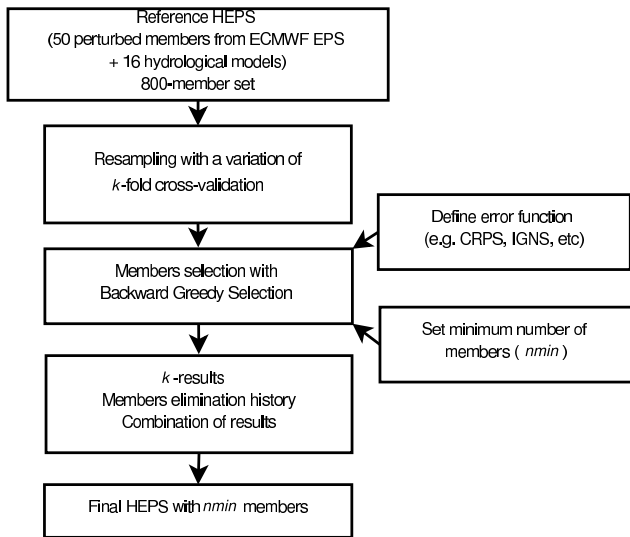 Reference HEPS
(50 perturbed members from ECMWF EPS
+ 16 hydrological models)
800-member set
Resampling with a variation of
k-fold cross-validation
Define error function
(e.g. CRPS, IGNS, etc)
Members selection with
Backward Greedy Selection
Set minimum number of
members ( nmin )
k-results
Members elimination history
Combination of results
Final HEPS with nmin members